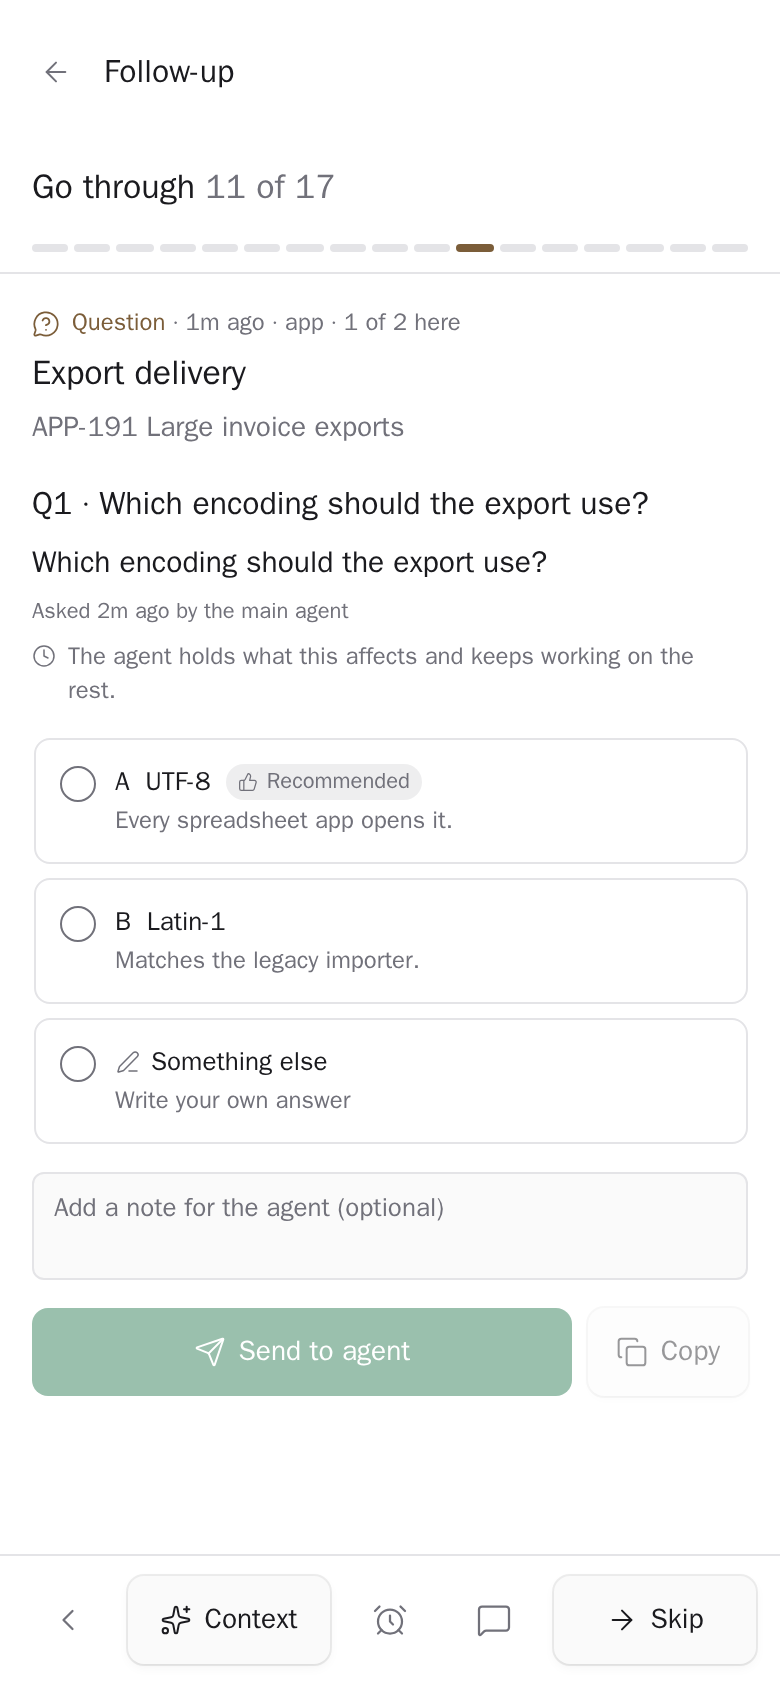 Follow-up
Go through 11 of 17
Question · 1m ago · app · 1 of 2 here
Export delivery
APP-191 Large invoice exports
Q1 · Which encoding should the export use?
Which encoding should the export use?
Asked 2m ago by the main agent
The agent holds what this affects and keeps working on the
rest.
A UTF-8 Recommended
Every spreadsheet app opens it.
B Latin-1
Matches the legacy importer.
Something else
Write your own answer
Add a note for the agent (optional)
Send to agent Copy
Context Skip